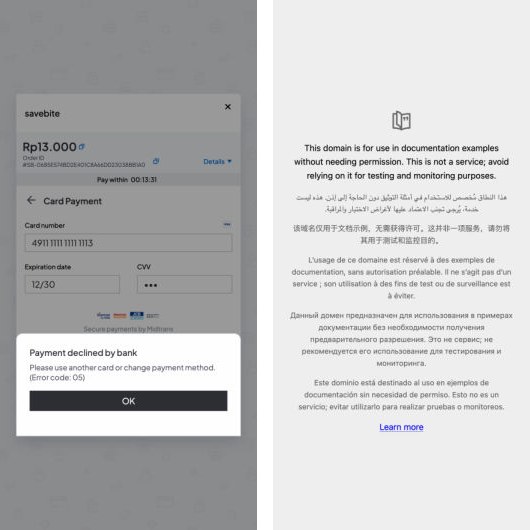 savebite
×
Rp13.000
Order ID
Details ▼
Pay within 00:13:31
← Card Payment
Card number
4911 1111 1111 1113
Expiration date CVV
12/30 •••
Secure payments by Midtrans
Payment declined by bank
Please use another card or change payment method.
(Error code: 05)
OK
This domain is for use in documentation examples
without needing permission. This is not a service; avoid
relying on it for testing and monitoring purposes.
هذا النطاق مُخصص للاستخدام في أمثلة التوثيق دون الحاجة إلى إذن. هذه ليست
خدمة، يُرجى تجنب الاعتماد عليها لأغراض الاختبار والمراقبة.
该域名仅用于文档示例，无需获得许可。这并非一项服务，请勿将
其用于测试和监控目的。
L'usage de ce domaine est réservé à des exemples de
documentation, sans autorisation préalable. Il ne s'agit pas d'un
service ; son utilisation à des fins de test ou de surveillance est
à éviter.
Данный домен предназначен для использования в примерах
документации без необходимости получения
предварительного разрешения. Это не сервис; не
рекомендуется его использование для тестирования и
мониторинга.
Este dominio está destinado al uso en ejemplos de
documentación sin necesidad de permiso. Esto no es un
servicio; evitar utilizarlo para realizar pruebas o monitoreos.
Learn more